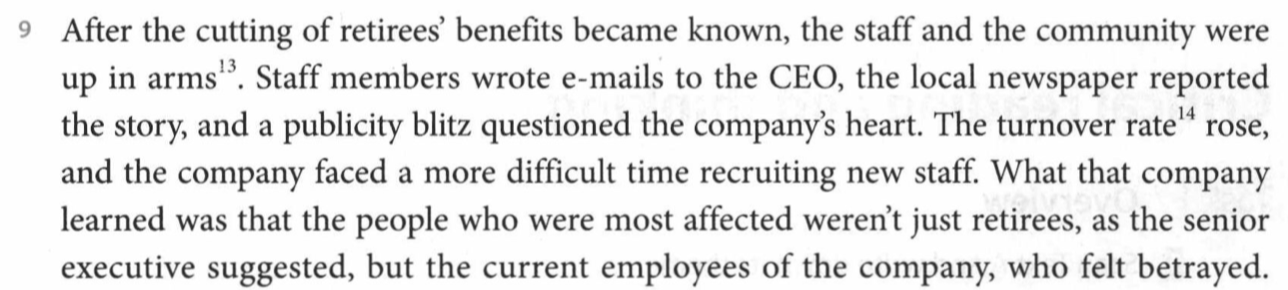 9 After the cutting of retirees' benefits became known, the staff and the community were
up in arms¹³. Staff members wrote e-mails to the CEO, the local newspaper reported
the story, and a publicity blitz questioned the company's heart. The turnover rate¹⁴ rose,
and the company faced a more difficult time recruiting new staff. What that company
learned was that the people who were most affected weren't just retirees, as the senior
executive suggested, but the current employees of the company, who felt betrayed.